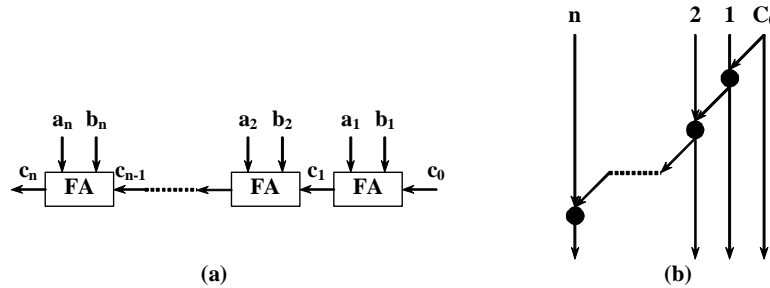 n 2 1 C
aₙ bₙ a₂ b₂ a₁ b₁
cₙ FA cₙ₋₁ FA c₁ FA c₀
(a) (b)